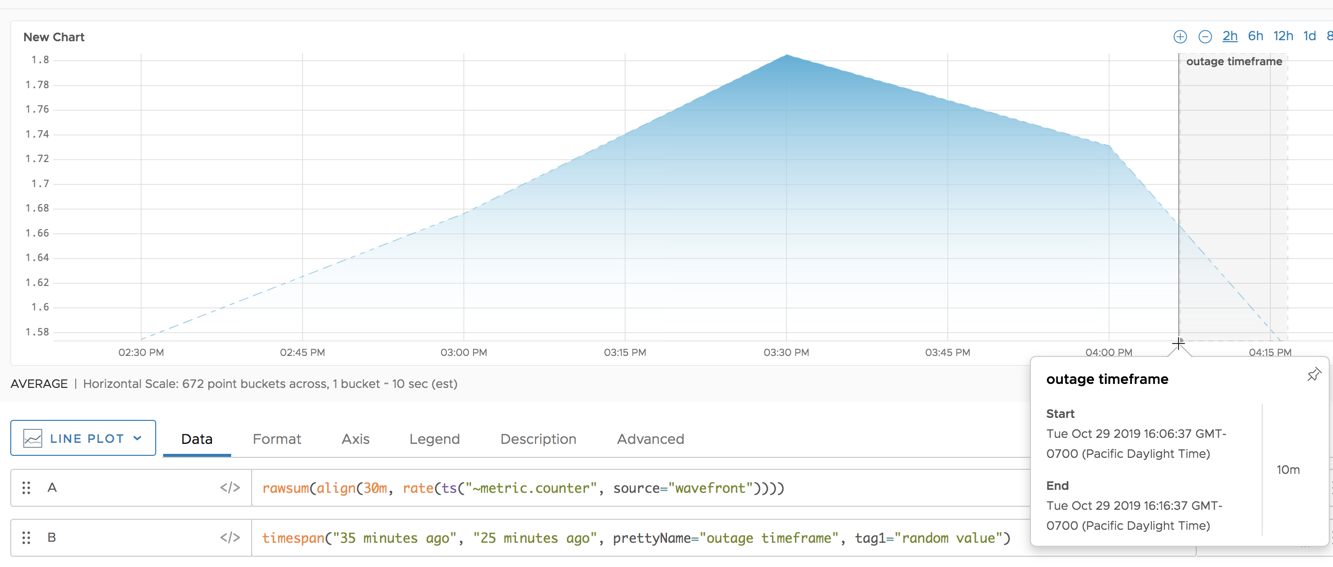 New Chart
2h 6h 12h 1d 8
outage timeframe
1.8
1.78
1.76
1.74
1.72
1.7
1.68
1.66
1.64
1.62
1.6
1.58
02:30 PM 02:45 PM 03:00 PM 03:15 PM 03:30 PM 03:45 PM 04:00 PM 04:15 PM
AVERAGE | Horizontal Scale: 672 point buckets across, 1 bucket ~ 10 sec (est)
outage timeframe
Start
Tue Oct 29 2019 16:06:37 GMT-
0700 (Pacific Daylight Time)
End
Tue Oct 29 2019 16:16:37 GMT-
0700 (Pacific Daylight Time)
10m
LINE PLOT Data Format Axis Legend Description Advanced
A </> rawsum(align(30m, rate(ts("~metric.counter", source="wavefront"))))
B </> timespan("35 minutes ago", "25 minutes ago", prettyName="outage timeframe", tag1="random value")